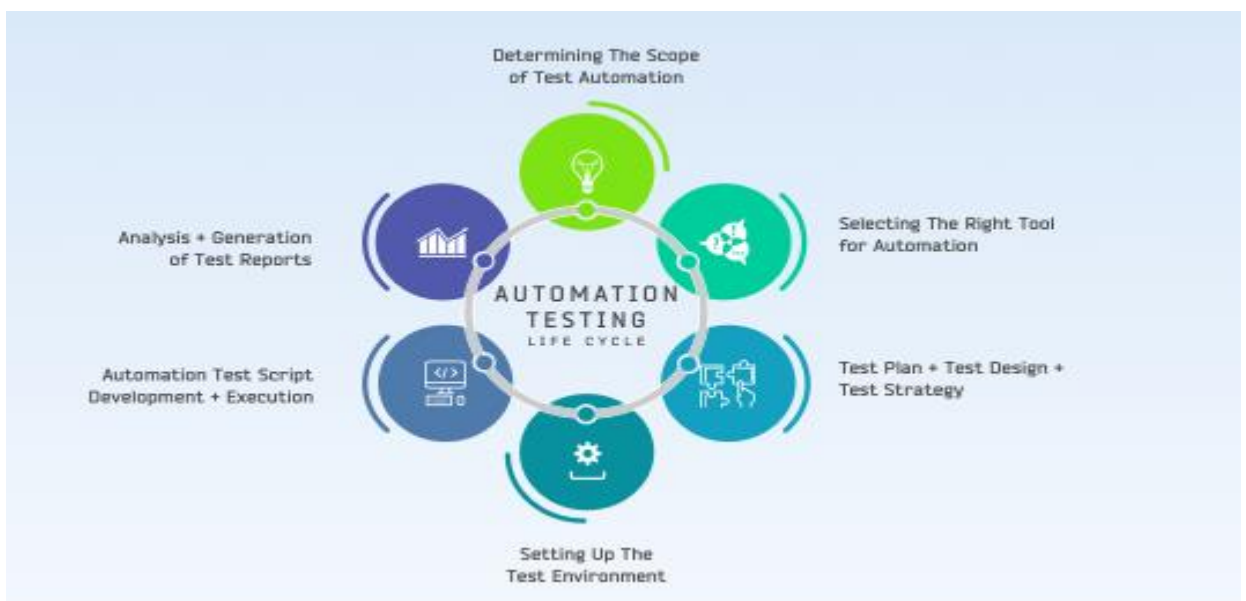 Determining The Scope
of Test Automation
Selecting The Right Tool
for Automation
Test Plan + Test Design +
Test Strategy
Setting Up The
Test Environment
Automation Test Script
Development + Execution
Analysis + Generation
of Test Reports
AUTOMATION
TESTING
LIFE CYCLE